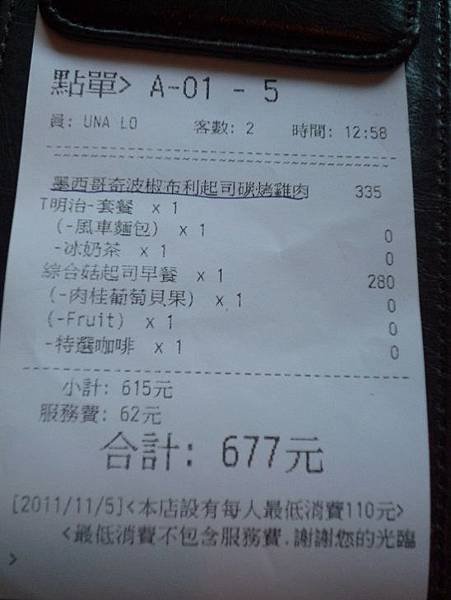 點單> A-01 - 5
員: UNA LO 客數: 2 時間: 12:58
墨西哥奇波椒布利起司碳烤雞肉 335
T明治-套餐 x 1
(-風車麵包) x 1 0
-冰奶茶 x 1 0
綜合菇起司早餐 x 1 280
(-肉桂葡萄貝果) x 1 0
(-Fruit) x 1 0
-特選咖啡 x 1 0
小計: 615元
服務費: 62元
合計: 677元
[2011/11/5]<本店設有每人最低消費110元>
<最低消費不包含服務費.謝謝您的光臨
>